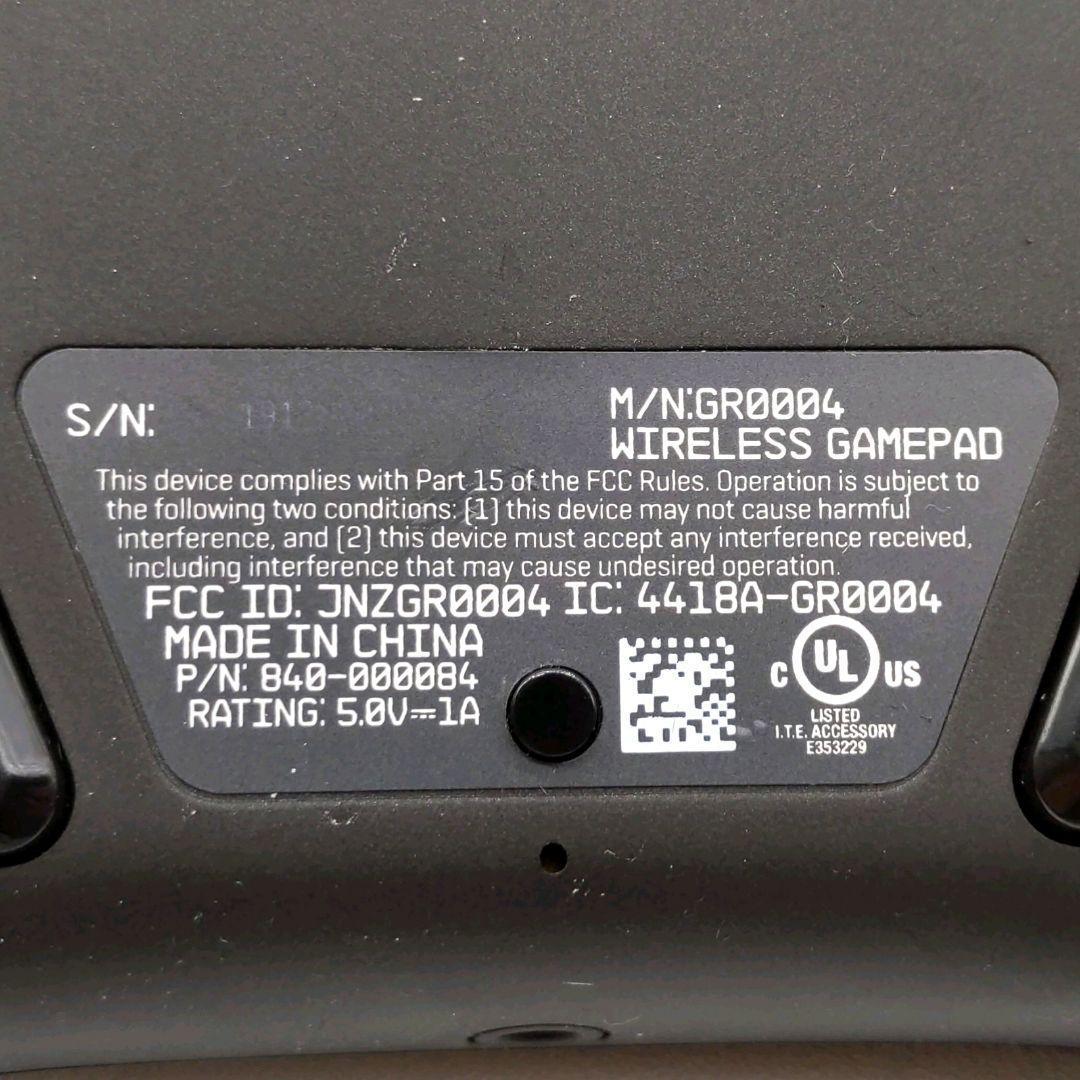 S/N:
M/N:GR0004
WIRELESS GAMEPAD
This device complies with Part 15 of the FCC Rules. Operation is subject to
the following two conditions: (1) this device may not cause harmful
interference, and (2) this device must accept any interference received,
including interference that may cause undesired operation.
FCC ID: JNZGR0004 IC: 4418A-GR0004
MADE IN CHINA
P/N: 840-000084
RATING: 5.0V⎓1A
C UL US
LISTED
I.T.E. ACCESSORY
E353229